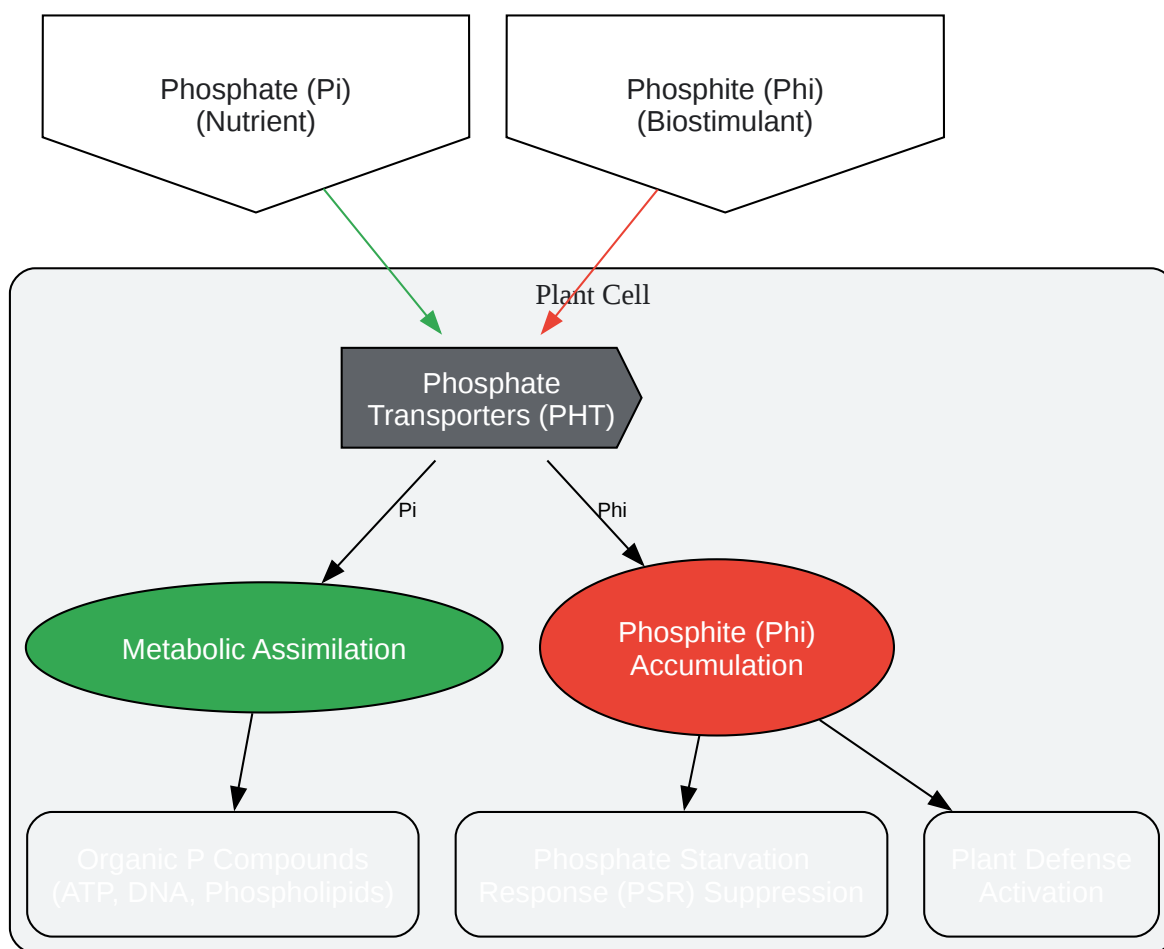 Phosphate (Pi)
(Nutrient)
Phosphite (Phi)
(Biostimulant)
Plant Cell
Phosphate
Transporters (PHT)
Pi
Phi
Metabolic Assimilation
Phosphite (Phi)
Accumulation
Organic P Compounds
(ATP, DNA, Phospholipids)
Phosphate Starvation
Response (PSR) Suppression
Plant Defense
Activation